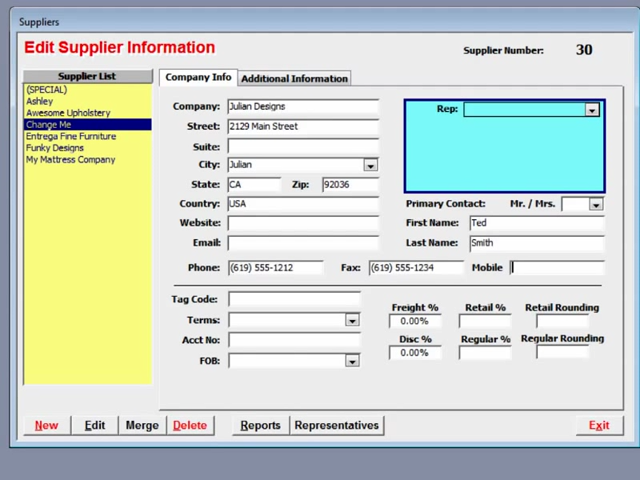 Suppliers
Edit Supplier Information
Supplier Number: 30
Supplier List
(SPECIAL)
Ashley
Awesome Upholstery
Change Me
Entrega Fine Furniture
Funky Designs
My Mattress Company
Company Info
Additional Information
Company: Julian Designs
Street: 2129 Main Street
Suite:
City: Julian
State: CA Zip: 92036
Country: USA
Website:
Email:
Phone: (619) 555-1212 Fax: (619) 555-1234 Mobile
Rep:
Primary Contact: Mr. / Mrs.
First Name: Ted
Last Name: Smith
Tag Code:
Terms:
Acct No:
FOB:
Freight % Retail % Retail Rounding
0.00%
Disc % Regular % Regular Rounding
0.00%
New Edit Merge Delete Reports Representatives Exit